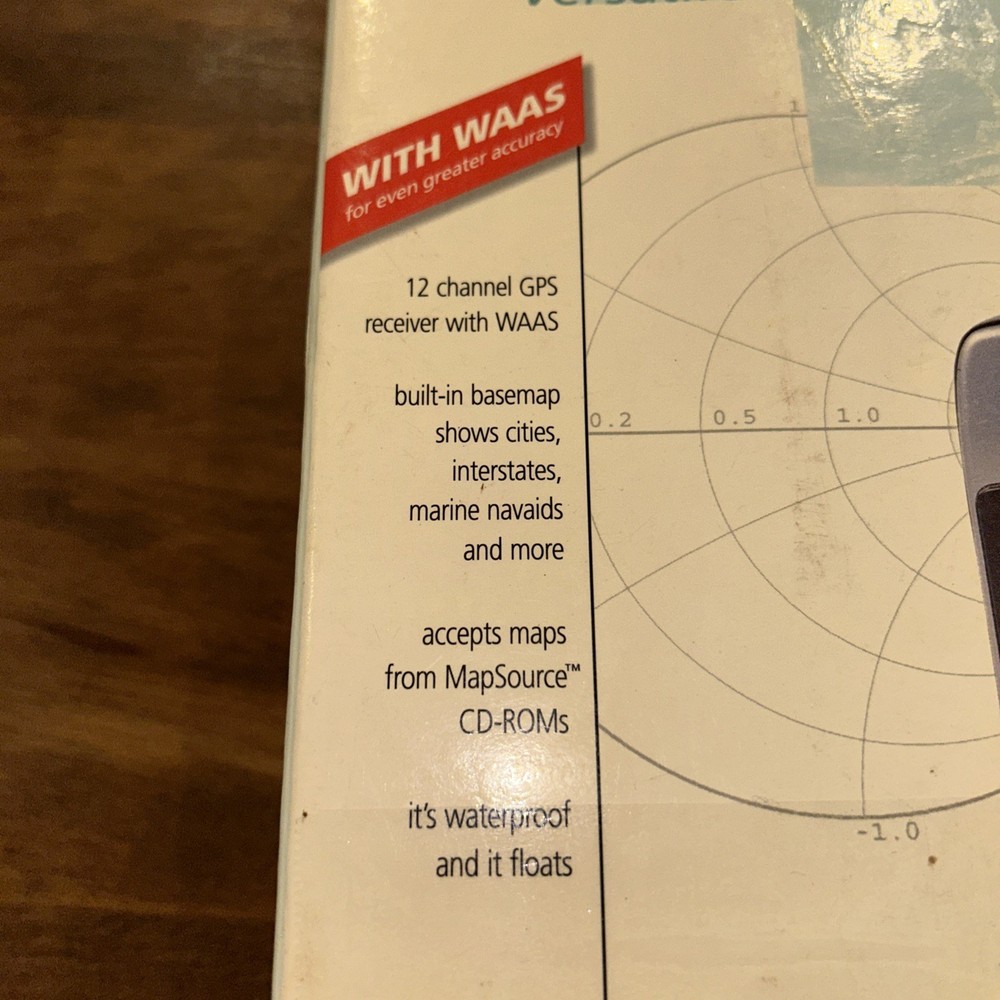 WITH WAAS
for even greater accuracy
12 channel GPS
receiver with WAAS
built-in basemap
shows cities,
interstates,
marine navaids
and more
accepts maps
from MapSource™
CD-ROMs
it's waterproof
and it floats
0.2 0.5 1.0
-1.0